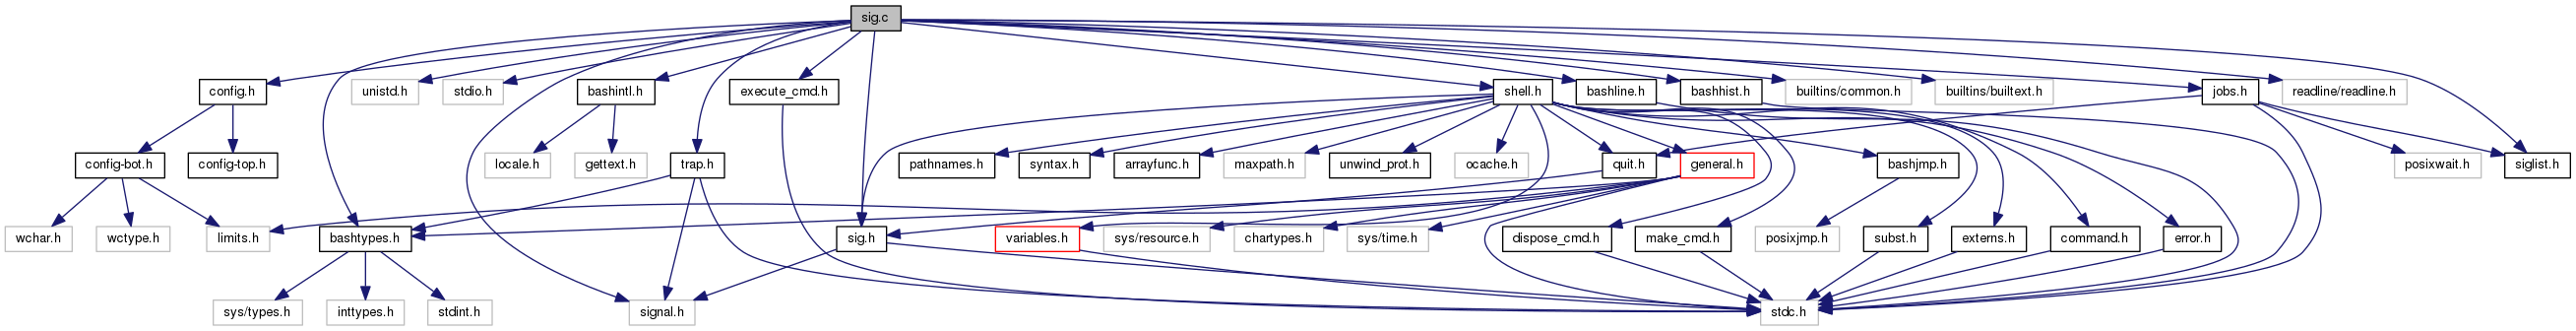 sig.c
config.h
unistd.h
stdio.h
bashintl.h
execute_cmd.h
shell.h
bashline.h
bashhist.h
builtins/common.h
builtins/builtext.h
jobs.h
readline/readline.h
config-bot.h
config-top.h
locale.h
gettext.h
trap.h
pathnames.h
syntax.h
arrayfunc.h
maxpath.h
unwind_prot.h
ocache.h
quit.h
general.h
bashjmp.h
posixwait.h
siglist.h
wchar.h
wctype.h
limits.h
bashtypes.h
sig.h
variables.h
sys/resource.h
chartypes.h
sys/time.h
dispose_cmd.h
make_cmd.h
posixjmp.h
subst.h
externs.h
command.h
error.h
sys/types.h
inttypes.h
stdint.h
signal.h
stdc.h